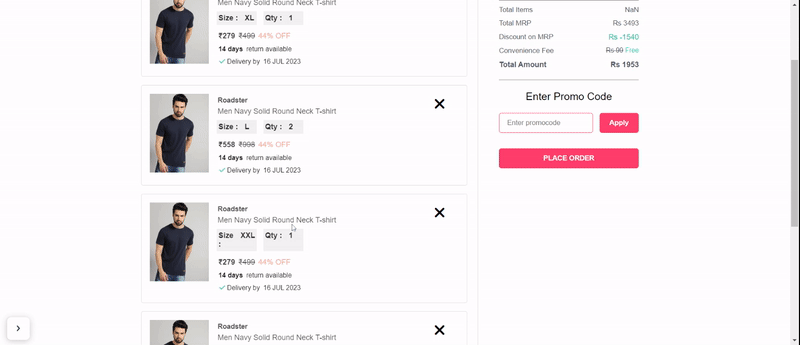 Men Navy Solid Round Neck T-shirt
Size : XL Qty : 1
₹279 ₹499 44% OFF
14 days return available
Delivery by 16 JUL 2023
Roadster
Men Navy Solid Round Neck T-shirt
Size : L Qty : 2
₹558 ₹998 44% OFF
14 days return available
Delivery by 16 JUL 2023
Roadster
Men Navy Solid Round Neck T-shirt
Size XXL Qty : 1
:
₹279 ₹499 44% OFF
14 days return available
Delivery by 16 JUL 2023
Roadster
Men Navy Solid Round Neck T-shirt
Total Items NaN
Total MRP Rs 3493
Discount on MRP Rs -1540
Convenience Fee Rs 99 Free
Total Amount Rs 1953
Enter Promo Code
Enter promocode Apply
PLACE ORDER